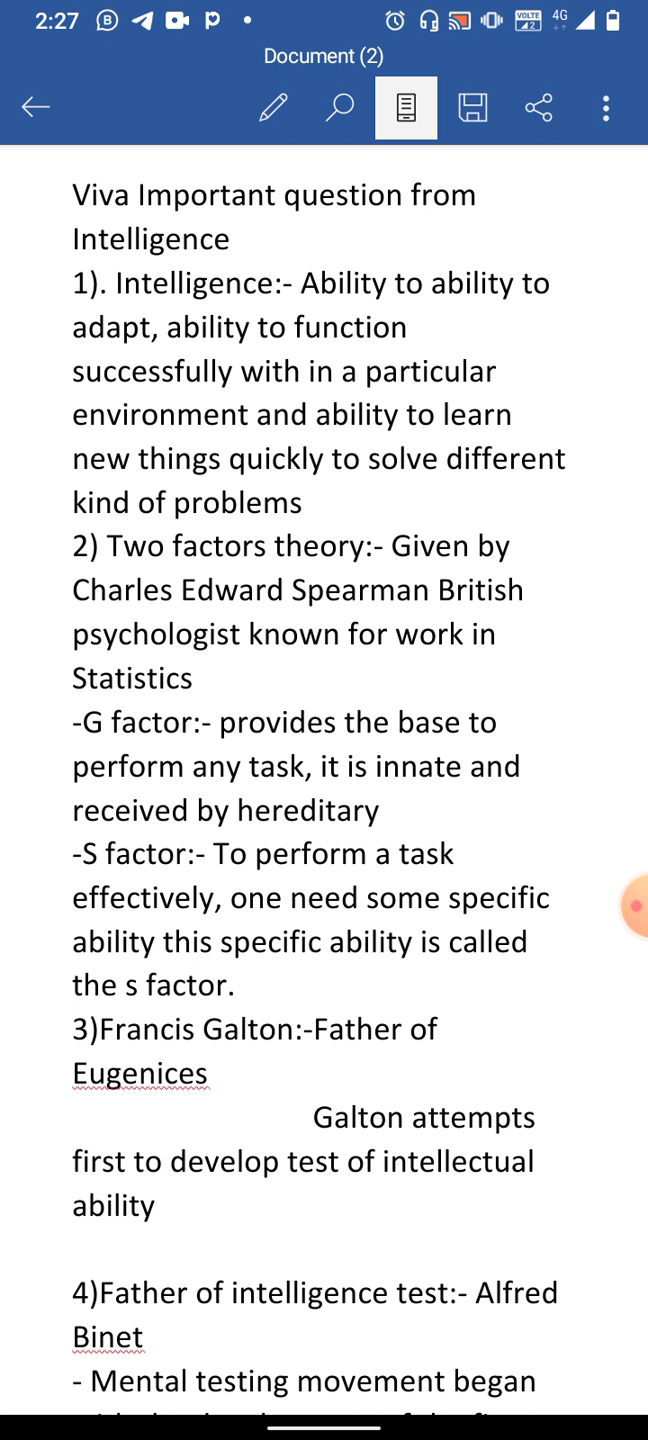 2:27
4G
VOLTE
2
Document (2)
Viva Important question from
Intelligence
1). Intelligence:- Ability to ability to
adapt, ability to function
successfully with in a particular
environment and ability to learn
new things quickly to solve different
kind of problems
2) Two factors theory:- Given by
Charles Edward Spearman British
psychologist known for work in
Statistics
-G factor:- provides the base to
perform any task, it is innate and
received by hereditary
-S factor:- To perform a task
effectively, one need some specific
ability this specific ability is called
the s factor.
3)Francis Galton:-Father of
Eugenices
Galton attempts
first to develop test of intellectual
ability
4)Father of intelligence test:- Alfred
Binet
- Mental testing movement began